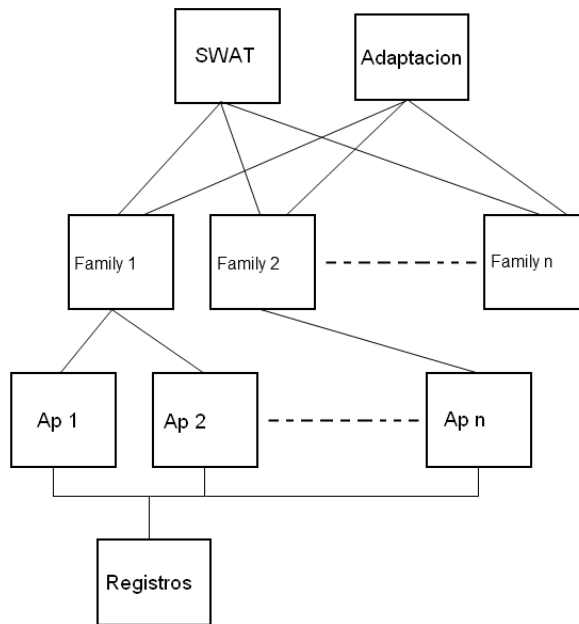 SWAT
Adaptacion
Family 1
Family 2
Family n
Ap 1
Ap 2
Ap n
Registros